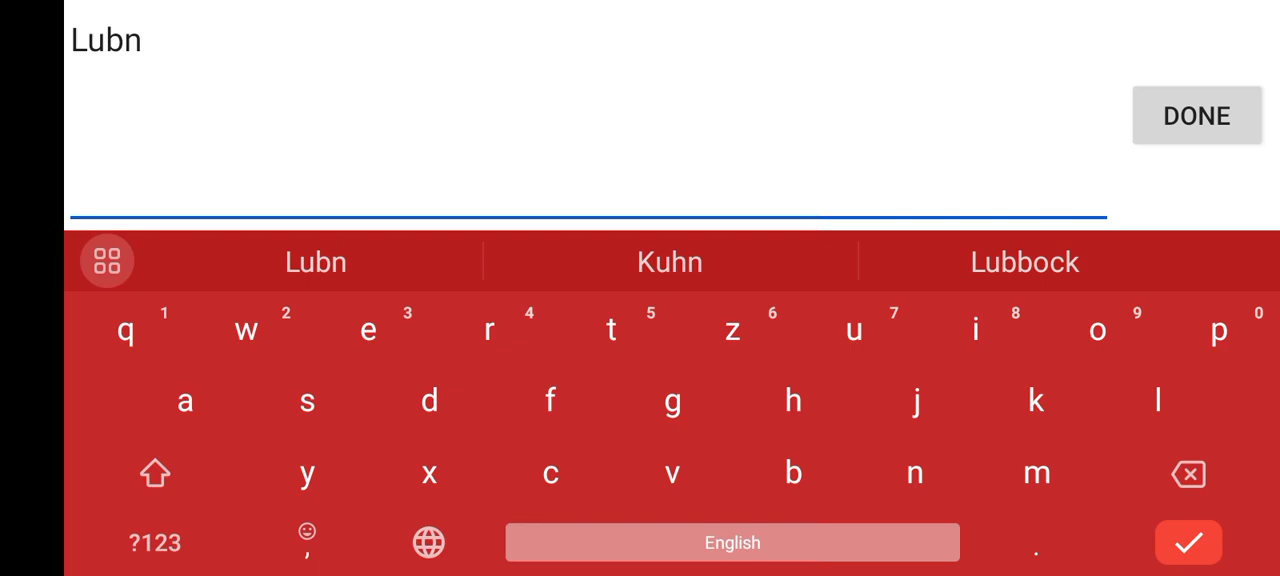 Lubn
DONE
Lubn Kuhn Lubbock
q 1 w 2 e 3 r 4 t 5 z 6 u 7 i 8 o 9 p 0
a s d f g h j k l
y x c v b n m
?123 , English .